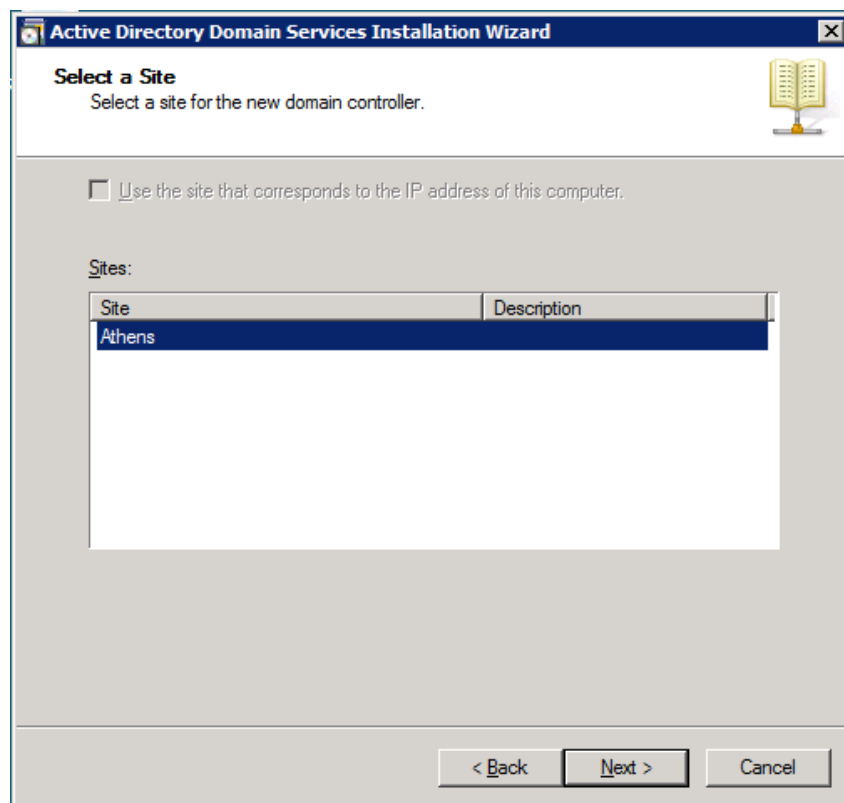 Active Directory Domain Services Installation Wizard
Select a Site
Select a site for the new domain controller.
Use the site that corresponds to the IP address of this computer.
Sites:
Site Description
Athens
< Back Next > Cancel